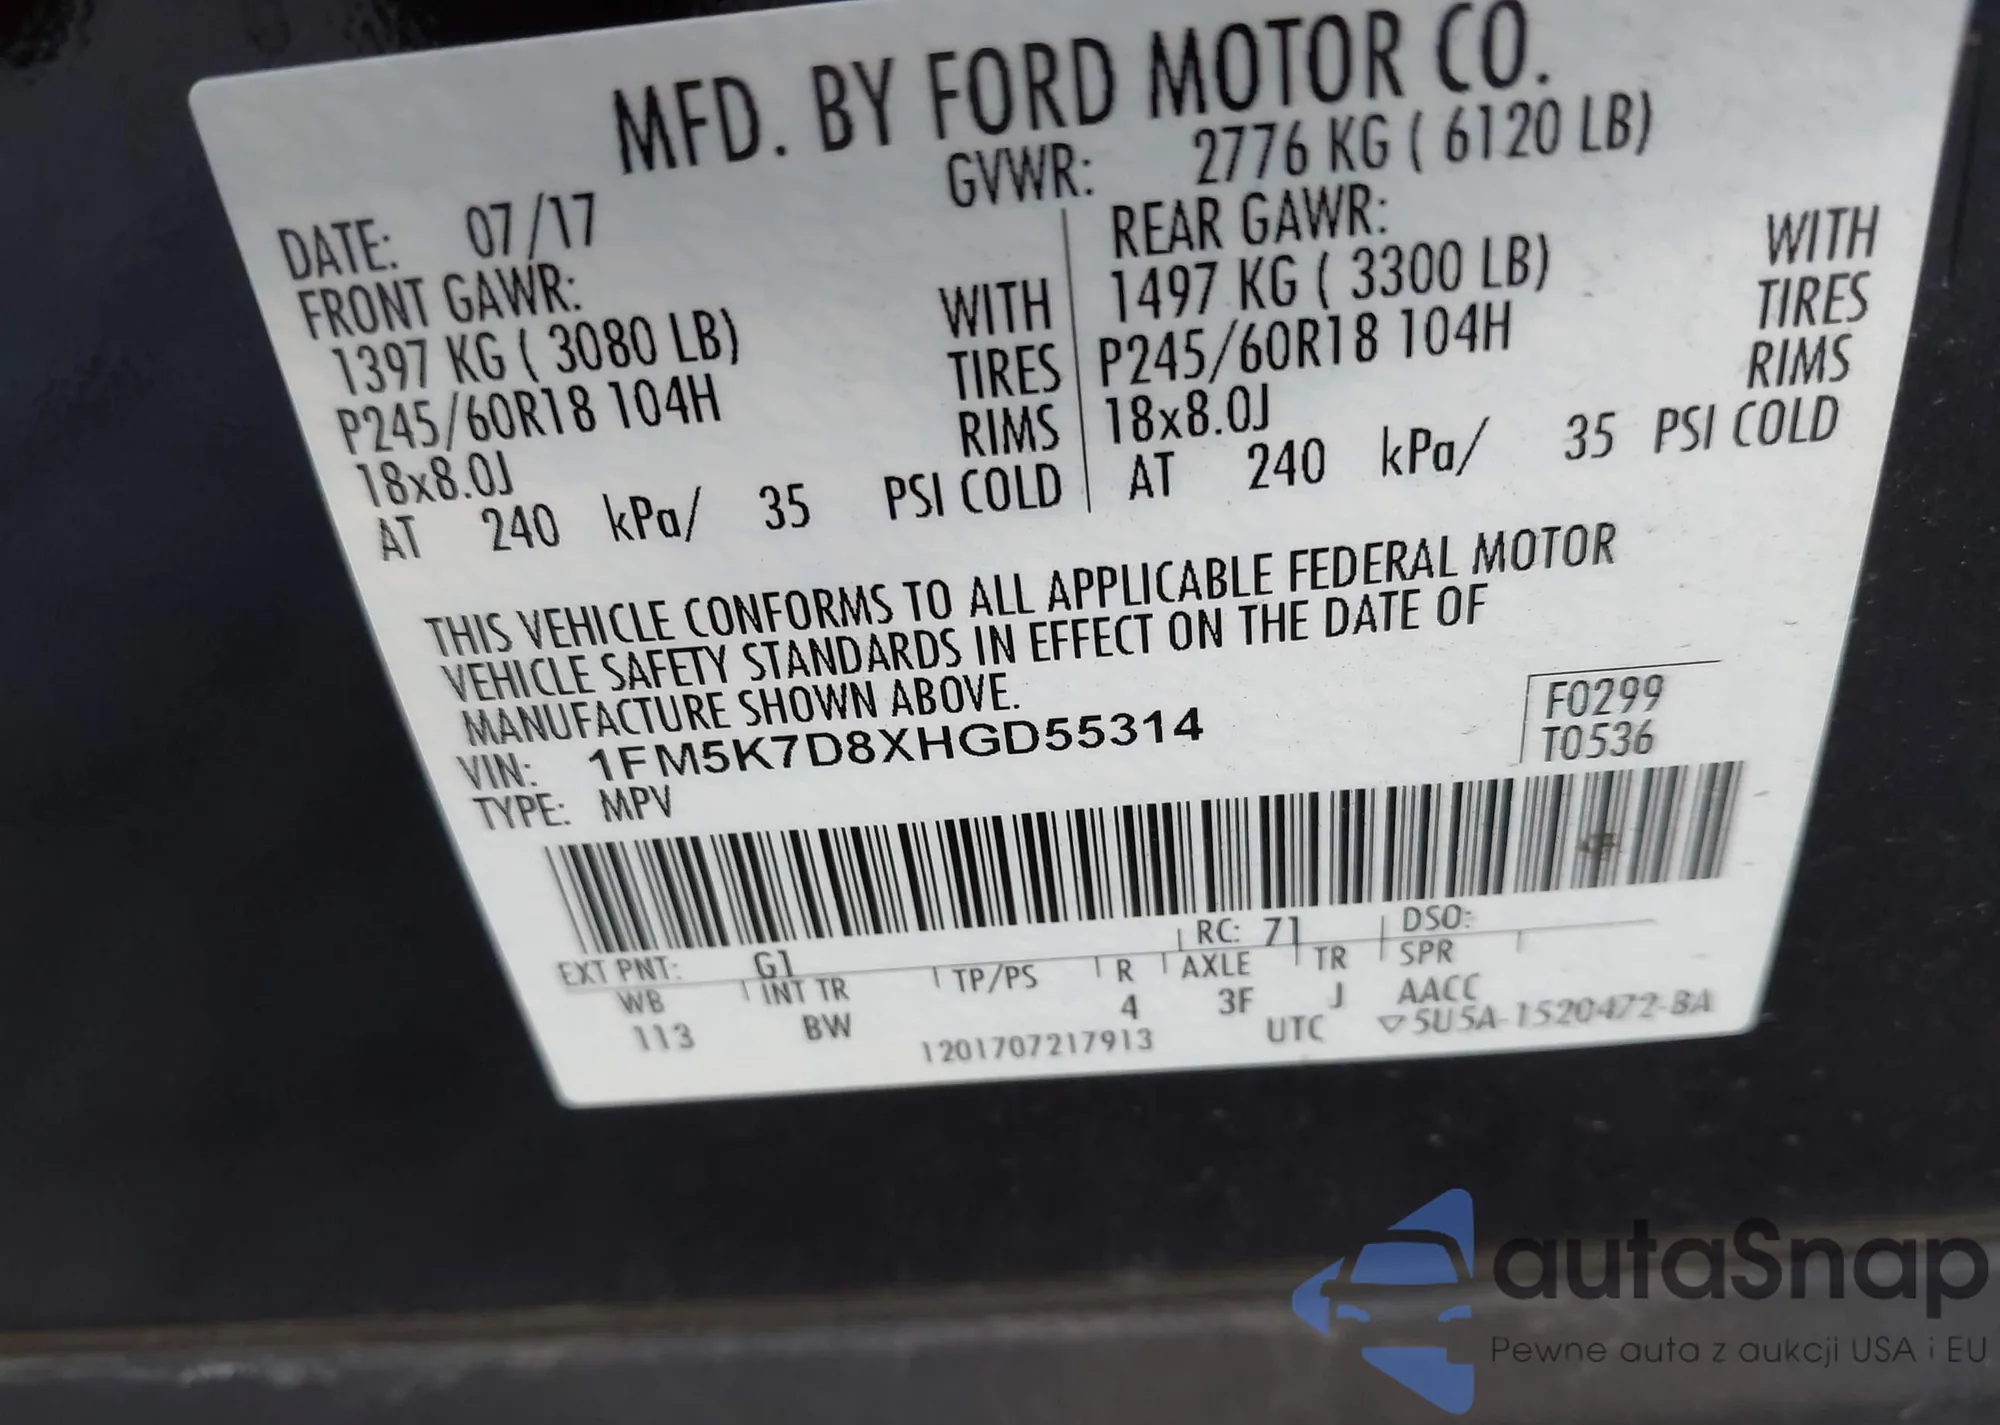 MFD. BY FORD MOTOR CO.
DATE: 07/17 GVWR: 2776 KG ( 6120 LB)
FRONT GAWR: REAR GAWR:
1397 KG ( 3080 LB) WITH 1497 KG ( 3300 LB) WITH
P245/60R18 104H TIRES P245/60R18 104H TIRES
18x8.0J RIMS 18x8.0J RIMS
AT 240 kPa/ 35 PSI COLD AT 240 kPa/ 35 PSI COLD
THIS VEHICLE CONFORMS TO ALL APPLICABLE FEDERAL MOTOR
VEHICLE SAFETY STANDARDS IN EFFECT ON THE DATE OF
MANUFACTURE SHOWN ABOVE.
VIN: 1FM5K7D8XHGD55314 F0299
TYPE: MPV T0536
EXT PNT: G1 RC: 71 DSO:
WB INT TR TP/PS R AXLE TR SPR
113 BW 4 3F J AACC
1201707217913 UTC ▽5U5A-1520472-BA
autaSnap
Pewne auta z aukcji USA i EU